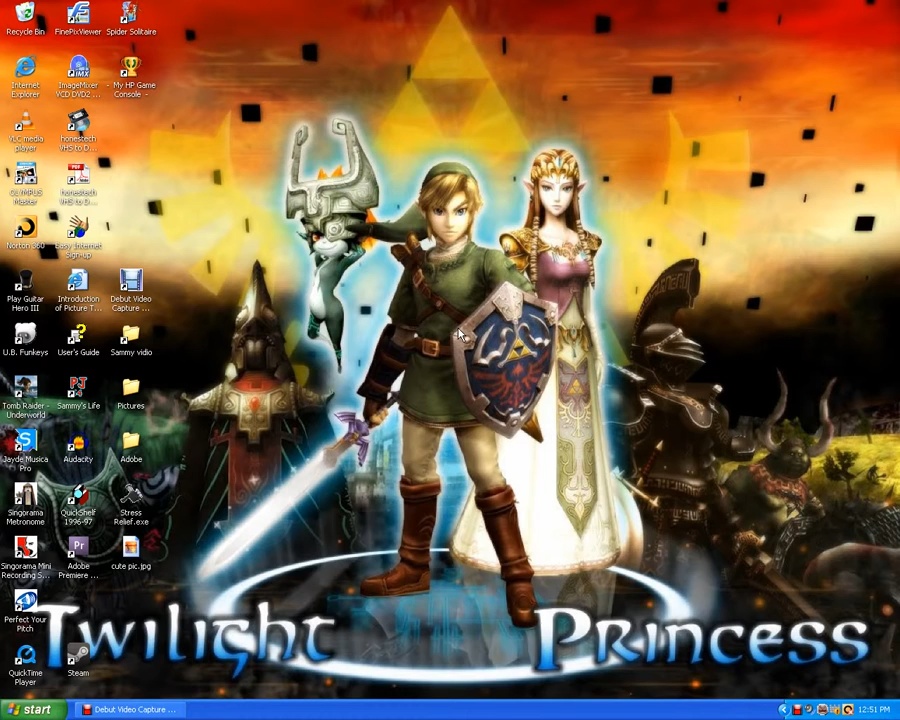 Recycle Bin
FinePixViewer
Spider Solitaire
Internet
Explorer
ImageMixer
VCD DVD2 ...
- My HP Game
Console -
VLC media
player
honestech
VHS to D...
OLYMPUS
Master
honestech
VHS to D...
Norton 360
Easy Internet
Sign-up
Play Guitar
Hero III
Introduction
of Picture T...
Debut Video
Capture ...
U.B. Funkeys
User's Guide
Sammy vidio
Tomb Raider -
Underworld
Sammy's Life
Pictures
Jayde Musica
Pro
Audacity
Adobe
Singorama
Metronome
QuickShelf
1996-97
Stress
Relief.exe
Singorama Mini
Recording S...
Adobe
Premiere ...
cute pic.jpg
Perfect Your
Pitch
QuickTime
Player
Steam
Twilight Princess
start
Debut Video Capture ...
12:51 PM